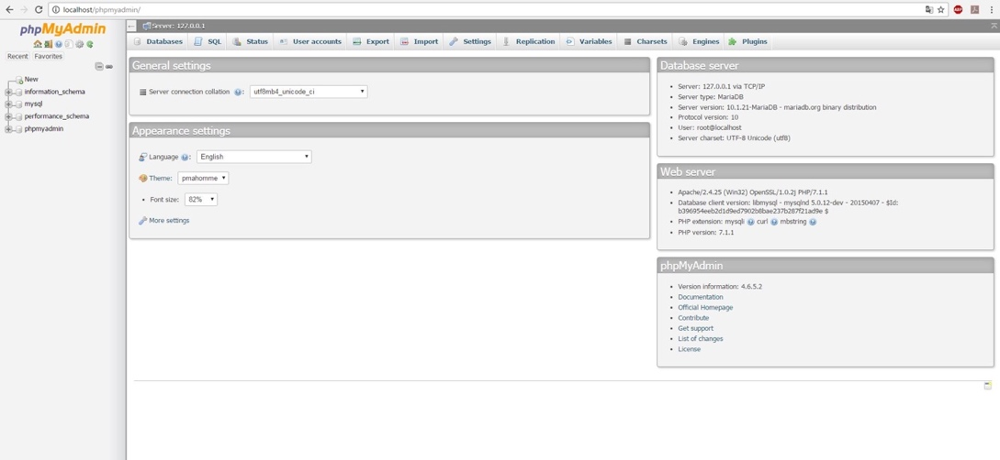 localhost/phpmyadmin/
phpMyAdmin
Recent Favorites
New
information_schema
mysql
performance_schema
phpmyadmin
Server: 127.0.0.1
Databases SQL Status User accounts Export Import Settings Replication Variables Charsets Engines Plugins
General settings
Server connection collation : utf8mb4_unicode_ci
Appearance settings
Language : English
Theme: pmahomme
Font size: 82%
More settings
Database server
Server: 127.0.0.1 via TCP/IP
Server type: MariaDB
Server version: 10.1.21-MariaDB - mariadb.org binary distribution
Protocol version: 10
User: root@localhost
Server charset: UTF-8 Unicode (utf8)
Web server
Apache/2.4.25 (Win32) OpenSSL/1.0.2j PHP/7.1.1
Database client version: libmysql - mysqlnd 5.0.12-dev - 20150407 - $Id:
b396954eeb2d1d9ed7902b8bae237b287f21ad9e $
PHP extension: mysqli curl mbstring
PHP version: 7.1.1
phpMyAdmin
Version information: 4.6.5.2
Documentation
Official Homepage
Contribute
Get support
List of changes
License